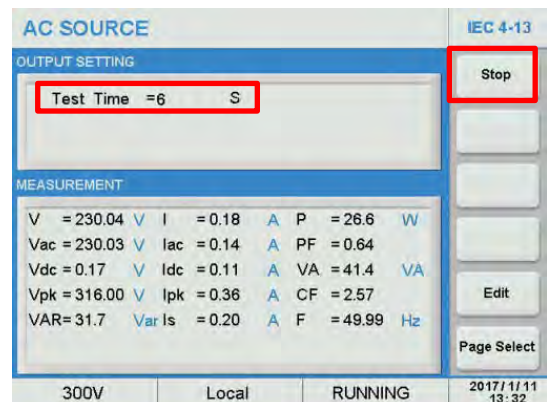 AC SOURCE
IEC 4-13
OUTPUT SETTING
Test Time =6 S
Stop
MEASUREMENT
V = 230.04 V I = 0.18 A P = 26.6 W
Vac = 230.03 V Iac = 0.14 A PF = 0.64
Vdc = 0.17 V Idc = 0.11 A VA = 41.4 VA
Vpk = 316.00 V Ipk = 0.36 A CF = 2.57
VAR= 31.7 Var Is = 0.20 A F = 49.99 Hz
Edit
Page Select
300V Local RUNNING 2017/1/11
13:32